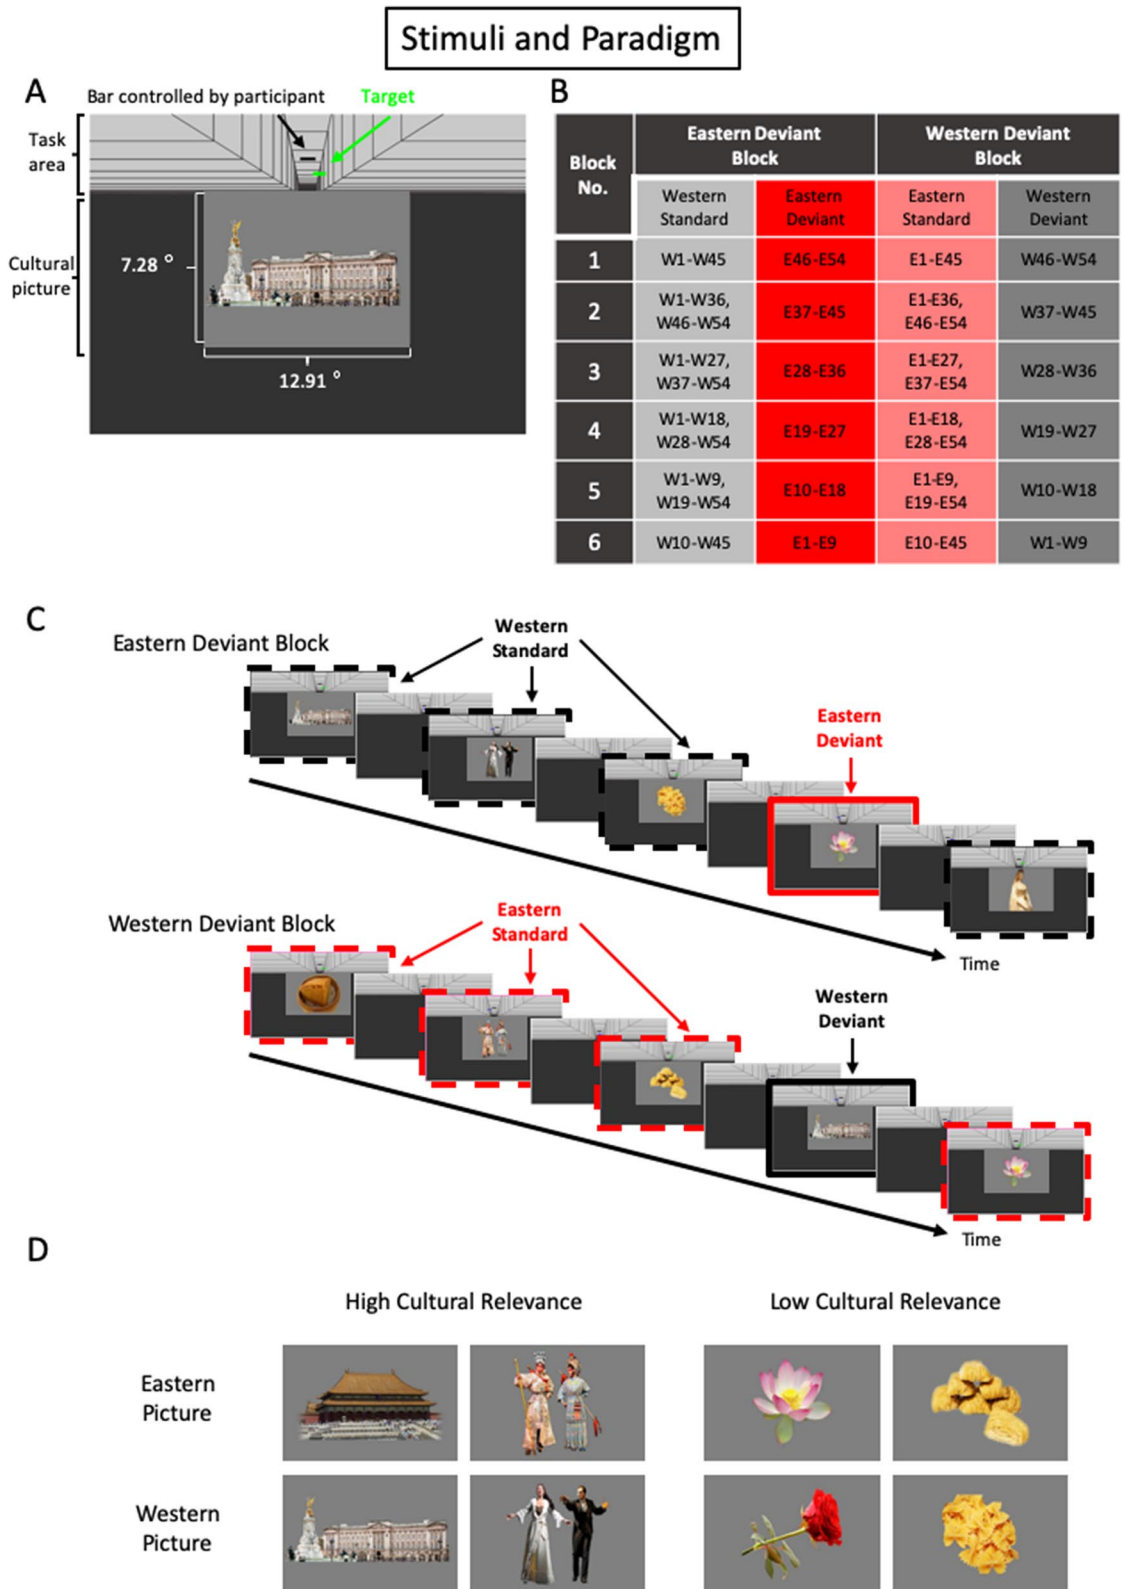 Stimuli and Paradigm
A
Bar controlled by participant
Target
Task
area
Cultural
picture
7.28 °
12.91 °
B
Block
No.
Eastern Deviant
Block
Western Deviant
Block
Western
Standard
Eastern
Deviant
Eastern
Standard
Western
Deviant
1
W1-W45
E46-E54
E1-E45
W46-W54
2
W1-W36,
W46-W54
E37-E45
E1-E36,
E46-E54
W37-W45
3
W1-W27,
W37-W54
E28-E36
E1-E27,
E37-E54
W28-W36
4
W1-W18,
W28-W54
E19-E27
E1-E18,
E28-E54
W19-W27
5
W1-W9,
W19-W54
E10-E18
E1-E9,
E19-E54
W10-W18
6
W10-W45
E1-E9
E10-E45
W1-W9
C
Eastern Deviant Block
Western
Standard
Eastern
Deviant
Time
Western Deviant Block
Eastern
Standard
Western
Deviant
Time
D
High Cultural Relevance
Low Cultural Relevance
Eastern
Picture
Western
Picture